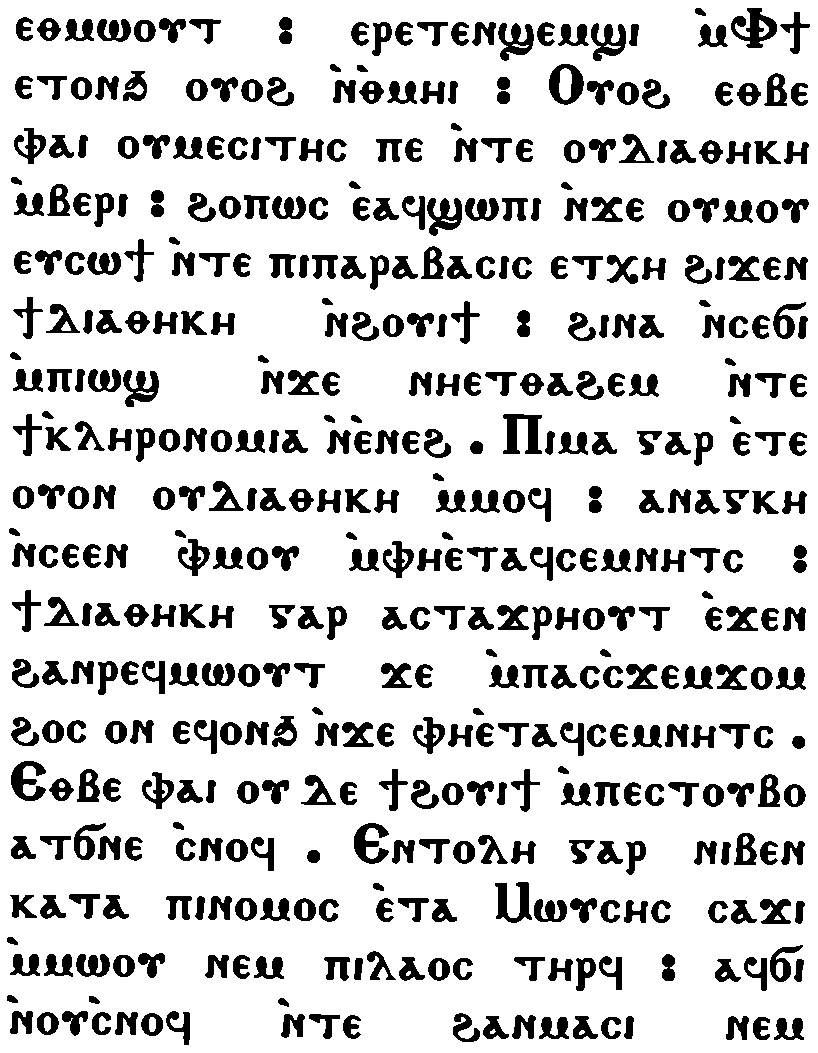 ⲉⲑⲙⲱⲟⲩⲧ : ⲉⲣⲉⲧⲉⲛϣⲉⲙϣⲓ ⲙ̀Ⲫϯ
ⲉⲧⲟⲛϧ ⲟⲩⲟϩ ⲛ̀ⲑ̀ⲙⲏⲓ : Ⲟⲩⲟϩ ⲉⲑⲃⲉ
ⲫⲁⲓ ⲟⲩⲙⲉⲥⲓⲧⲏⲥ ⲡⲉ ⲛ̀ⲧⲉ ⲟⲩⲇⲓⲁⲑⲏⲕⲏ
ⲙ̀ⲃⲉⲣⲓ : ϩⲟⲡⲱⲥ ⲉ̀ⲁϥϣⲱⲡⲓ ⲛ̀ϫⲉ ⲟⲩⲙⲟⲩ
ⲉⲩⲥⲱϯ ⲛ̀ⲧⲉ ⲡⲓⲡⲁⲣⲁⲃⲁⲥⲓⲥ ⲉⲧⲭⲏ ϩⲓϫⲉⲛ
ϯⲇⲓⲁⲑⲏⲕⲏ ⲛ̀ϩⲟⲩⲓϯ : ϩⲓⲛⲁ ⲛ̀ⲥⲉϭⲓ
ⲙ̀ⲡⲓⲱϣ ⲛ̀ϫⲉ ⲛⲏⲉⲧⲑⲁϩⲉⲙ ⲛ̀ⲧⲉ
ϯⲕ̀ⲗⲏⲣⲟⲛⲟⲙⲓⲁ ⲛ̀ⲉ̀ⲛⲉϩ . Ⲡⲓⲙⲁ ⲅⲁⲣ ⲉ̀ⲧⲉ
ⲟⲩⲟⲛ ⲟⲩⲇⲓⲁⲑⲏⲕⲏ ⲙ̀ⲙⲟϥ : ⲁⲛⲁⲅⲕⲏ
ⲛ̀ⲥⲉⲉⲛ ⲫ̀ⲙⲟⲩ ⲙ̀ⲫⲏⲉ̀ⲧⲁϥⲥⲉⲙⲛⲏⲧⲥ :
ϯⲇⲓⲁⲑⲏⲕⲏ ⲅⲁⲣ ⲁⲥⲧⲁϫⲣⲏⲟⲩⲧ ⲉ̀ϫⲉⲛ
ϩⲁⲛⲣⲉϥⲙⲱⲟⲩⲧ ϫⲉ ⲙ̀ⲡⲁⲥⲥ̀ϫⲉⲙϫⲟⲙ
ϩⲟⲥ ⲟⲛ ⲉϥⲟⲛϧ ⲛ̀ϫⲉ ⲫⲏⲉ̀ⲧⲁϥⲥⲉⲙⲛⲏⲧⲥ .
Ⲉⲑⲃⲉ ⲫⲁⲓ ⲟⲩ ⲇⲉ ϯϩⲟⲩⲓϯ ⲙ̀ⲡⲉⲥⲧⲟⲩⲃⲟ
ⲁⲧϭⲛⲉ ⲥ̀ⲛⲟϥ . Ⲉⲛⲧⲟⲗⲏ ⲅⲁⲣ ⲛⲓⲃⲉⲛ
ⲕⲁⲧⲁ ⲡⲓⲛⲟⲙⲟⲥ ⲉ̀ⲧⲁ Ⲙⲱⲩⲥⲏⲥ ⲥⲁϫⲓ
ⲙ̀ⲙⲱⲟⲩ ⲛⲉⲙ ⲡⲓⲗⲁⲟⲥ ⲧⲏⲣϥ : ⲁϥϭⲓ
ⲛ̀ⲟⲩⲥ̀ⲛⲟϥ ⲛ̀ⲧⲉ ϩⲁⲛⲙⲁⲥⲓ ⲛⲉⲙ